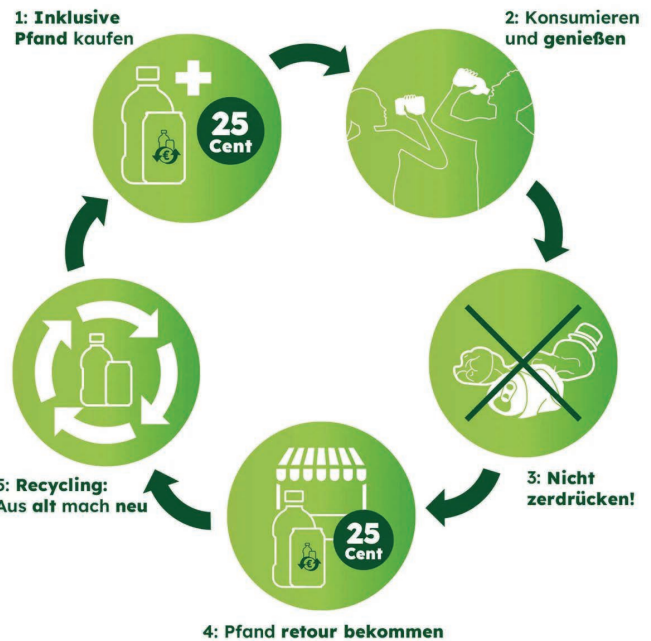 1: Inklusive
Pfand kaufen
25
Cent
2: Konsumieren
und genießen
3: Nicht
zerdrücken!
25
Cent
4: Pfand retour bekommen
5: Recycling:
Aus alt mach neu